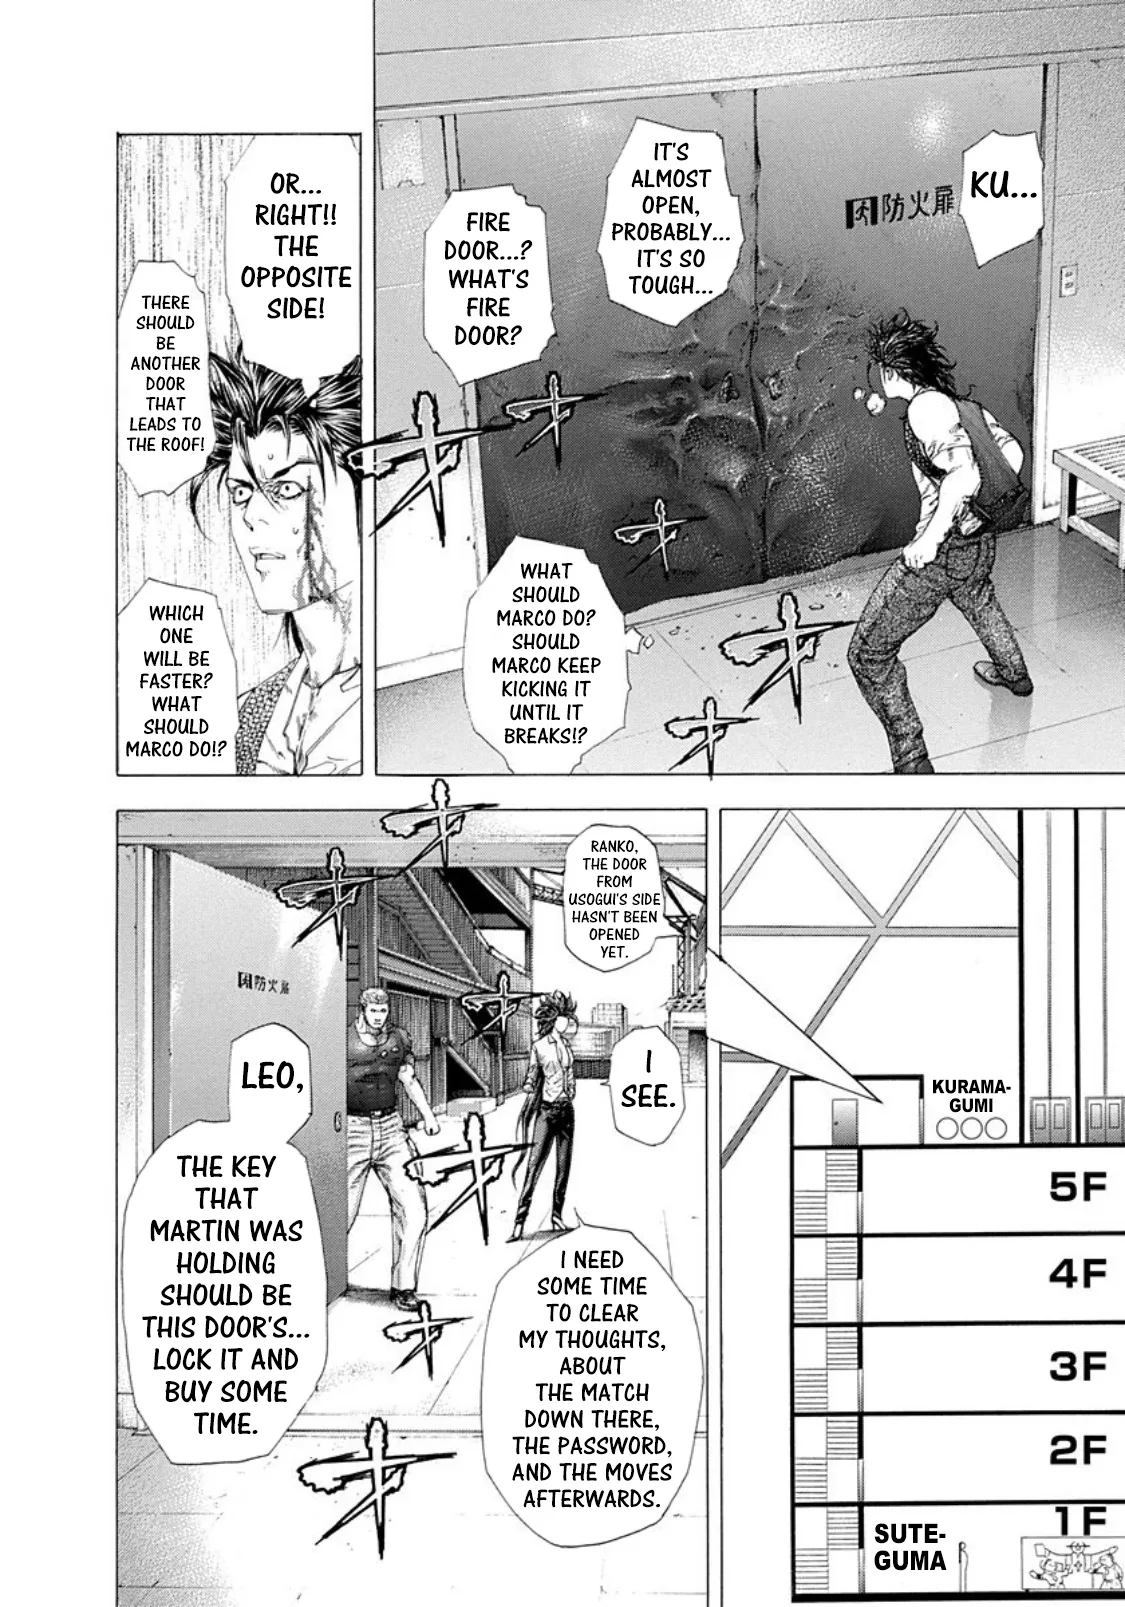 KU...
防火扉
IT'S
ALMOST
OPEN,
PROBABLY...
IT'S SO
TOUGH...
FIRE
DOOR...?
WHAT'S
FIRE
DOOR?
WHAT
SHOULD
MARCO DO?
SHOULD
MARCO KEEP
KICKING IT
UNTIL IT
BREAKS!?
OR...
RIGHT!!
THE
OPPOSITE
SIDE!
THERE
SHOULD
BE
ANOTHER
DOOR
THAT
LEADS TO
THE ROOF!
WHICH
ONE
WILL BE
FASTER?
WHAT
SHOULD
MARCO DO!?
KURAMA-
GUMI
5F
4F
3F
2F
1F
SUTE-
GUMA
RANKO,
THE DOOR
FROM
USOGUI'S SIDE
HASN'T BEEN
OPENED
YET.
I
SEE.
I NEED
SOME TIME
TO CLEAR
MY THOUGHTS,
ABOUT
THE MATCH
DOWN THERE,
THE PASSWORD,
AND THE MOVES
AFTERWARDS.
防火扉
LEO,
THE KEY
THAT
MARTIN WAS
HOLDING
SHOULD BE
THIS DOOR'S...
LOCK IT AND
BUY SOME
TIME.